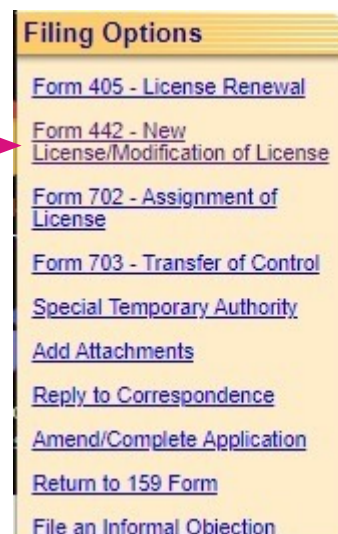 Filing Options
Form 405 - License Renewal
Form 442 - New
License/Modification of License
Form 702 - Assignment of
License
Form 703 - Transfer of Control
Special Temporary Authority
Add Attachments
Reply to Correspondence
Amend/Complete Application
Return to 159 Form
File an Informal Objection